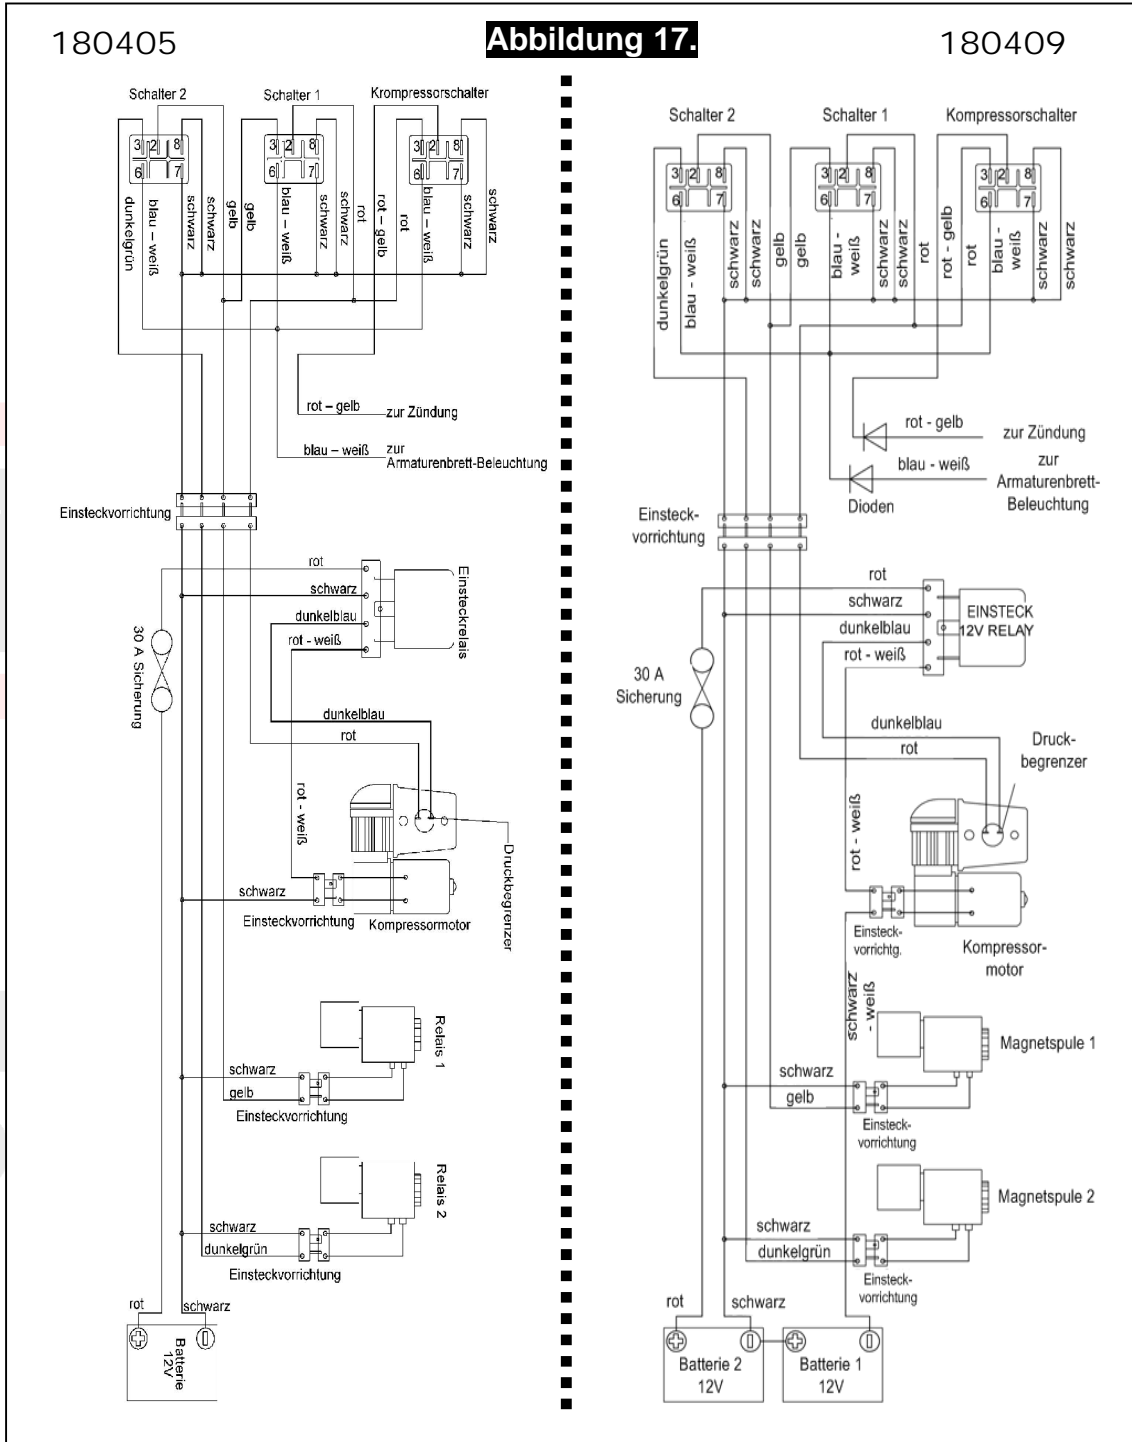 180405
Abbildung 17.
180409
Schalter 2
Schalter 1
Krompressorschalter
3 2 8
6 7
3 2 8
6 7
3 2 8
6 7
dunkelgrün
blau – weiß
schwarz
schwarz
gelb
gelb
blau – weiß
schwarz
schwarz
rot
rot – gelb
rot
blau – weiß
schwarz
schwarz
rot – gelb
zur Zündung
blau – weiß
zur
Armaturenbrett-Beleuchtung
Einsteckvorrichtung
rot
schwarz
dunkelblau
rot - weiß
Einsteckrelais
30 A Sicherung
dunkelblau
rot
rot - weiß
Druckbegrenzer
schwarz
Einsteckvorrichtung
Kompressormotor
Relais 1
schwarz
gelb
Einsteckvorrichtung
Relais 2
schwarz
dunkelgrün
Einsteckvorrichtung
rot
schwarz
Batterie
12V
Schalter 2
Schalter 1
Kompressorschalter
3 2 8
6 7
3 2 8
6 7
3 2 8
6 7
dunkelgrün
blau - weiß
schwarz
schwarz
gelb
gelb
blau -
weiß
schwarz
schwarz
rot
rot - gelb
rot
blau -
weiß
schwarz
schwarz
rot - gelb
zur Zündung
blau - weiß
zur
Armaturenbrett-
Beleuchtung
Dioden
Einsteck-
vorrichtung
rot
schwarz
dunkelblau
rot - weiß
EINSTECK
12V RELAY
30 A
Sicherung
dunkelblau
rot
Druck-
begrenzer
rot - weiß
Einsteck-
vorrichtg.
Kompressor-
motor
schwarz
- weiß
Magnetspule 1
schwarz
gelb
Einsteck-
vorrichtung
Magnetspule 2
schwarz
dunkelgrün
Einsteck-
vorrichtung
rot
schwarz
Batterie 2
12V
Batterie 1
12V